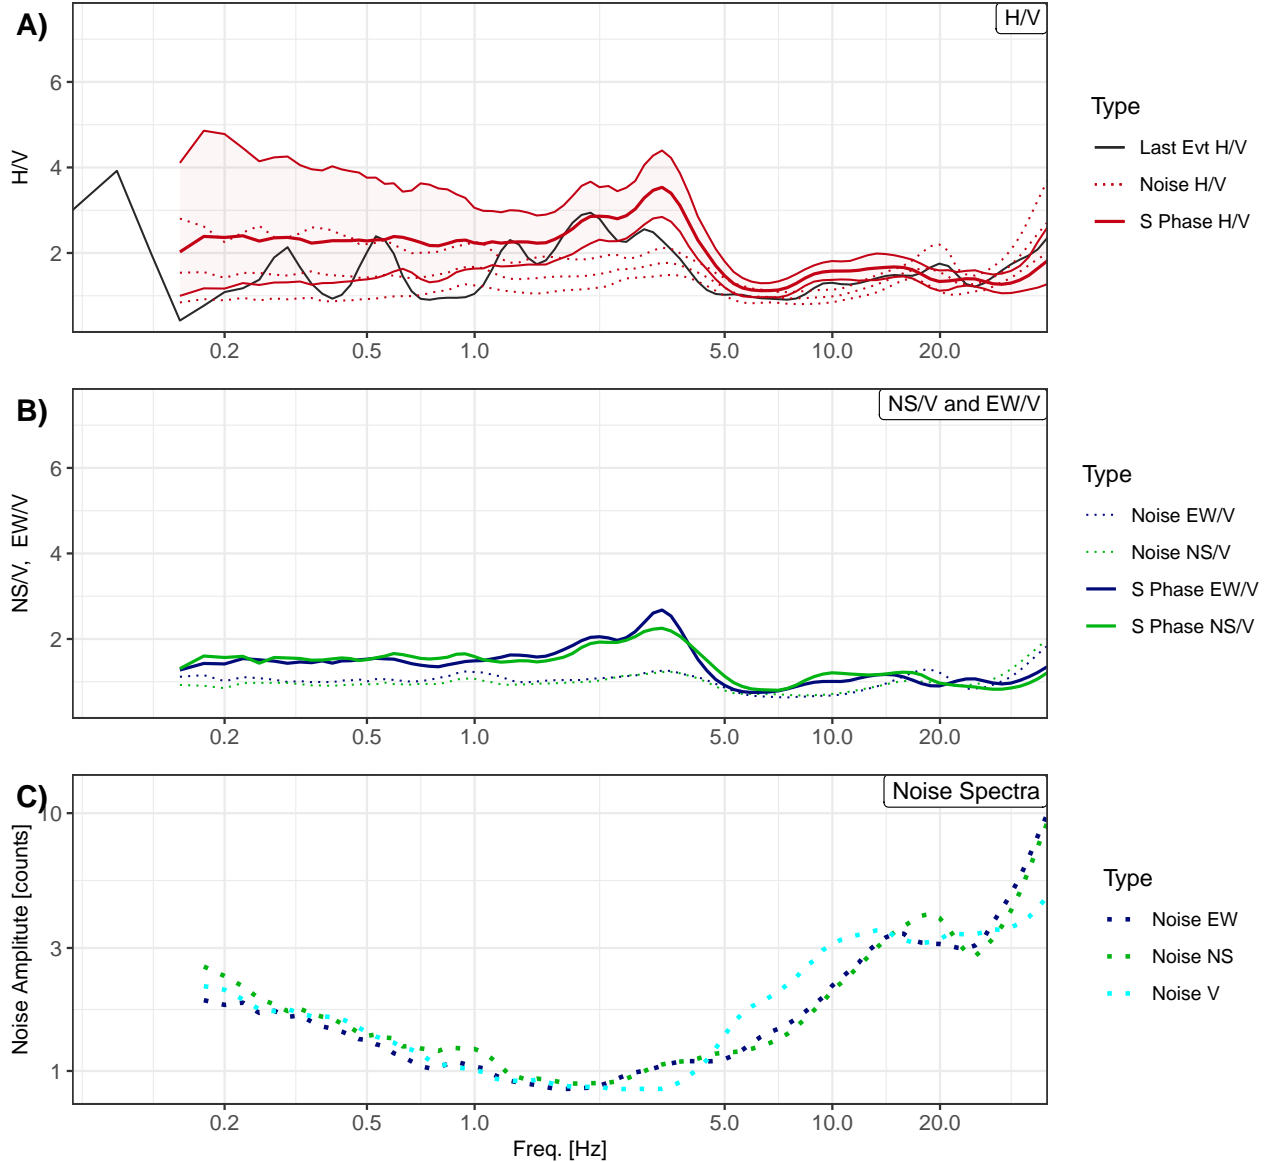 A)
H/V
6
4
2
H/V
0.2
0.5
1.0
5.0
10.0
20.0
Type
Last Evt H/V
Noise H/V
S Phase H/V
B)
NS/V and EW/V
6
4
2
NS/V,  EW/V
0.2
0.5
1.0
5.0
10.0
20.0
Type
Noise EW/V
Noise NS/V
S Phase EW/V
S Phase NS/V
C)
Noise Spectra
10
3
1
Noise Amplitude [counts]
0.2
0.5
1.0
5.0
10.0
20.0
Freq. [Hz]
Type
Noise EW
Noise NS
Noise V